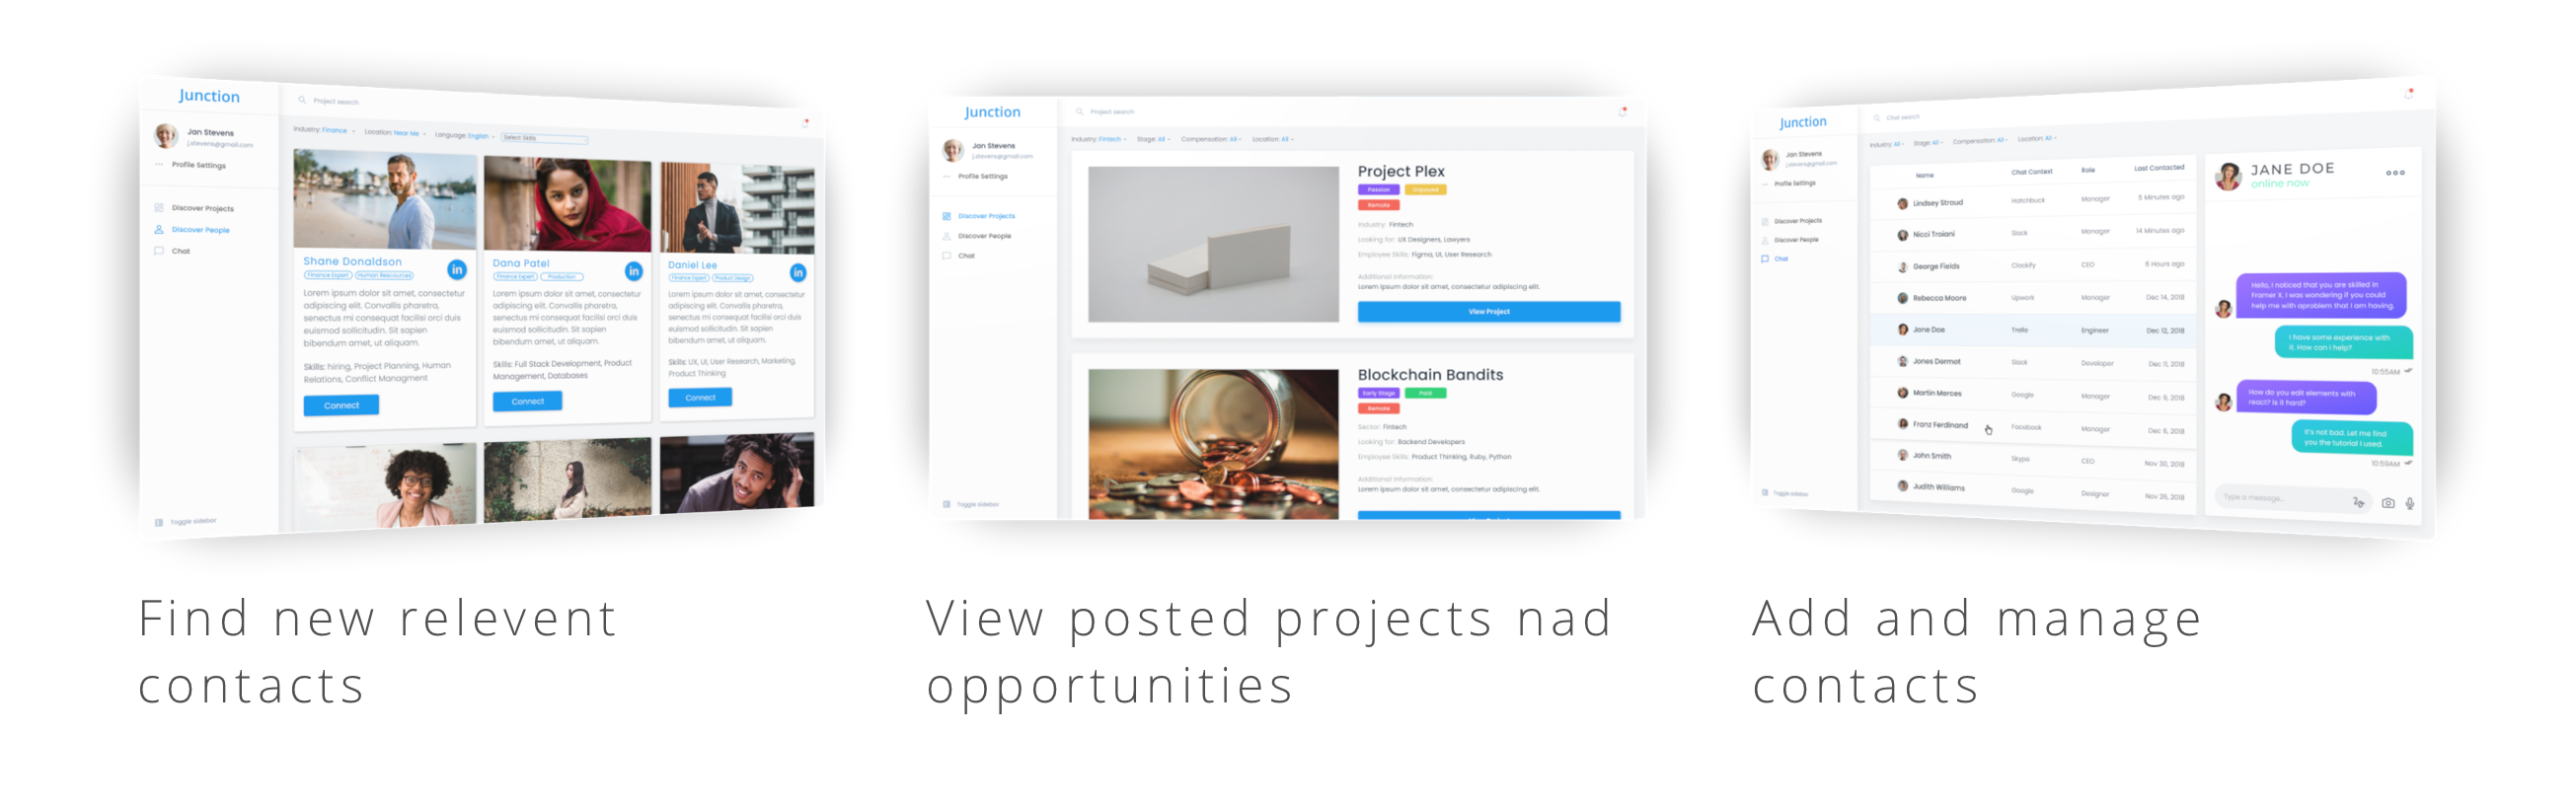 Junction
Project search
Jan Stevens
j.stevens@gmail.com
Profile Settings
Discover Projects
Discover People
Chat
Toggle sidebar
Industry: Finance Location: Near Me Language: English Select Skills
Shane Donaldson
Finance Expert Human Rescources
Lorem ipsum dolor sit amet, consectetur
adipiscing elit. Convallis pharetra,
senectus mi consequat facilisi orci duis
euismod sollicitudin. Sit sapien
bibendum amet, ut aliquam.
Skills: hiring, Project Planning, Human
Relations, Conflict Managment
Connect
Dana Patel
Finance Expert Production
Lorem ipsum dolor sit amet, consectetur
adipiscing elit. Convallis pharetra,
senectus mi consequat facilisi orci duis
euismod sollicitudin. Sit sapien
bibendum amet, ut aliquam.
Skills: Full Stack Development, Product
Management, Databases
Connect
Daniel Lee
Finance Expert Product Design
Lorem ipsum dolor sit amet, consectetur
adipiscing elit. Convallis pharetra,
senectus mi consequat facilisi orci duis
euismod sollicitudin. Sit sapien
bibendum amet, ut aliquam.
Skills: UX, UI, User Research, Marketing,
Product Thinking
Connect
in
in
in
Find new relevent
contacts
Junction
Project search
Jan Stevens
j.stevens@gmail.com
Profile Settings
Discover Projects
Discover People
Chat
Toggle sidebar
Industry: Fintech Stage: All Compensation: All Location: All
Project Plex
Passion Unpayed
Remote
Industry: Fintech
Looking for: UX Designers, Lawyers
Employee Skills: Figma, UI, User Research
Additional Information:
Lorem ipsum dolor sit amet, consectetur adipiscing elit.
View Project
Blockchain Bandits
Early Stage Paid
Remote
Sector: Fintech
Looking for: Backend Developers
Employee Skills: Product Thinking, Ruby, Python
Additional Information:
Lorem ipsum dolor sit amet, consectetur adipiscing elit.
View posted projects nad
opportunities
Junction
Chat search
Jan Stevens
j.stevens@gmail.com
Profile Settings
Discover Projects
Discover People
Chat
Toggle sidebar
Industry: All Stage: All Compensation: All Location: All
Name Chat Context Role Last Contacted
Lindsey Stroud Hatchbuck Manager 5 Minutes ago
Nicci Troiani Slack Manager 14 Minutes ago
George Fields Clockify CEO 6 Hours ago
Rebecca Moore Upwork Manager Dec 14, 2018
Jane Doe Trello Engineer Dec 12, 2018
Jones Dermot Slack Developer Dec 11, 2018
Martin Merces Google Manager Dec 9, 2018
Franz Ferdinand Facebook Manager Dec 6, 2018
John Smith Skype CEO Nov 30, 2018
Judith Williams Google Designer Nov 26, 2018
JANE DOE
online now
Hello, I noticed that you are skilled in
Framer X. I was wondering if you could
help me with aproblem that I am having.
I have some experience with
it. How can I help?
10:55AM
How do you edit elements with
react? Is it hard?
It's not bad. Let me find
you the tutorial I used.
10:59AM
Type a message...
Add and manage
contacts